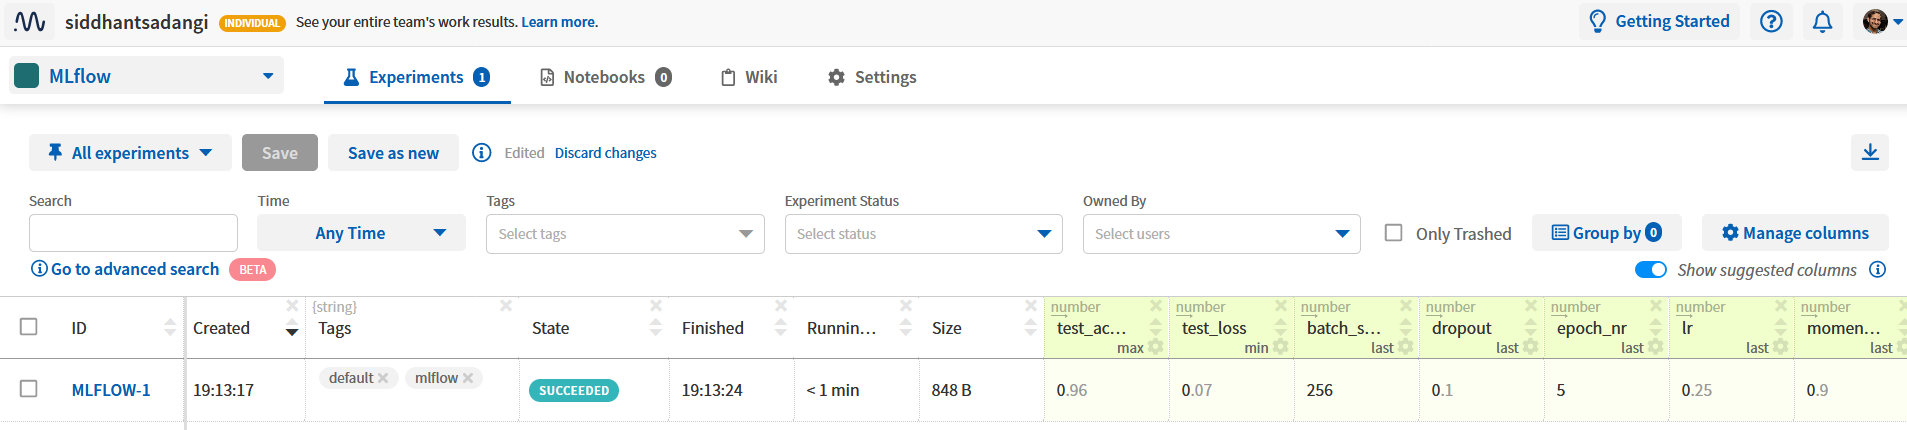 siddhantsadangi INDIVIDUAL See your entire team's work results. Learn more. Getting Started
MLflow Experiments 1 Notebooks 0 Wiki Settings
All experiments Save Save as new Edited Discard changes
Search Time Tags Experiment Status Owned By
Any Time Select tags Select status Select users Only Trashed Group by 0 Manage columns
Go to advanced search BETA Show suggested columns
{string} number number number number number number number
ID Created Tags State Finished Runnin... Size test_ac... test_loss batch_s... dropout epoch_nr lr momen...
max min last last last last last
MLFLOW-1 19:13:17 default mlflow SUCCEEDED 19:13:24 < 1 min 848 B 0.96 0.07 256 0.1 5 0.25 0.9